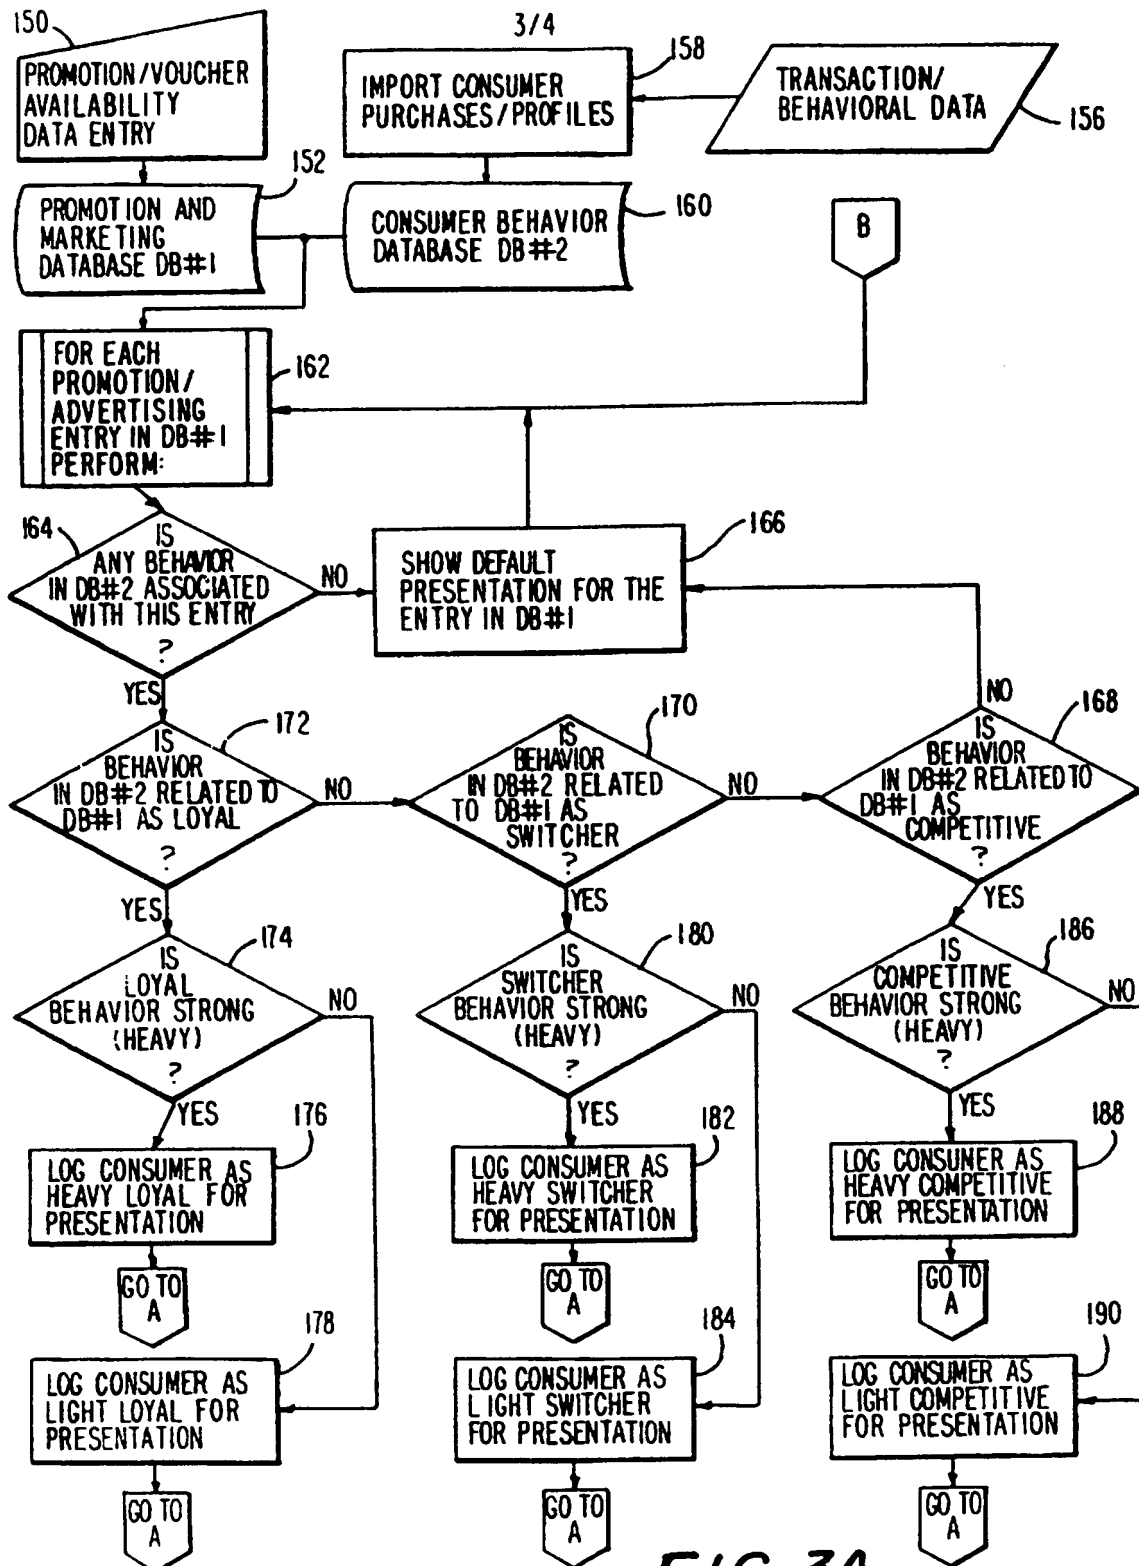 150
3/4
158
PROMOTION/VOUCHER
AVAILABILITY
DATA ENTRY
IMPORT CONSUMER
PURCHASES/PROFILES
TRANSACTION/
BEHAVIORAL DATA
156
152
PROMOTION AND
MARKETING
DATABASE DB#1
CONSUMER BEHAVIOR
DATABASE DB#2
160
B
FOR EACH
PROMOTION/
ADVERTISING
ENTRY IN DB#1
PERFORM:
162
164
IS
ANY BEHAVIOR
IN DB#2 ASSOCIATED
WITH THIS ENTRY
?
NO
SHOW DEFAULT
PRESENTATION FOR THE
ENTRY IN DB#1
166
YES
NO
172
IS
BEHAVIOR
IN DB#2 RELATED TO
DB#1 AS LOYAL
?
NO
170
IS
BEHAVIOR
IN DB#2 RELATED
TO DB#1 AS
SWITCHER
?
NO
168
IS
BEHAVIOR
IN DB#2 RELATED TO
DB#1 AS
COMPETITIVE
?
YES
YES
YES
174
IS
LOYAL
BEHAVIOR STRONG
(HEAVY)
?
NO
180
IS
SWITCHER
BEHAVIOR STRONG
(HEAVY)
?
NO
186
IS
COMPETITIVE
BEHAVIOR STRONG
(HEAVY)
?
NO
YES
YES
YES
176
LOG CONSUMER AS
HEAVY LOYAL FOR
PRESENTATION
182
LOG CONSUMER AS
HEAVY SWITCHER
FOR PRESENTATION
188
LOG CONSUNER AS
HEAVY COMPETITIVE
FOR PRESENTATION
GO TO
A
GO TO
A
GO TO
A
178
LOG CONSUMER AS
LIGHT LOYAL FOR
PRESENTATION
184
LOG CONSUMER AS
LIGHT SWITCHER
FOR PRESENTATION
190
LOG CONSUMER AS
LIGHT COMPETITIVE
FOR PRESENTATION
GO TO
A
GO TO
A
GO TO
A
FIG. 3A